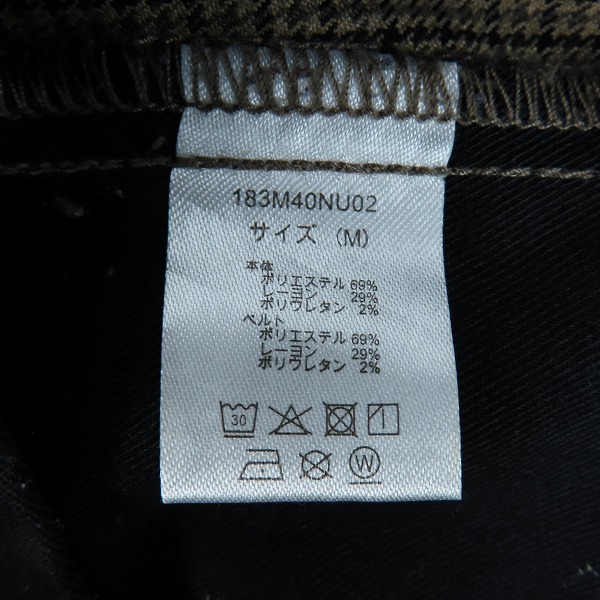 183M40NU02
サイズ (M)
本体
ポリエステル 69%
レーヨン 29%
ポリウレタン 2%
ベルト
ポリエステル 69%
レーヨン 29%
ポリウレタン 2%
30
W